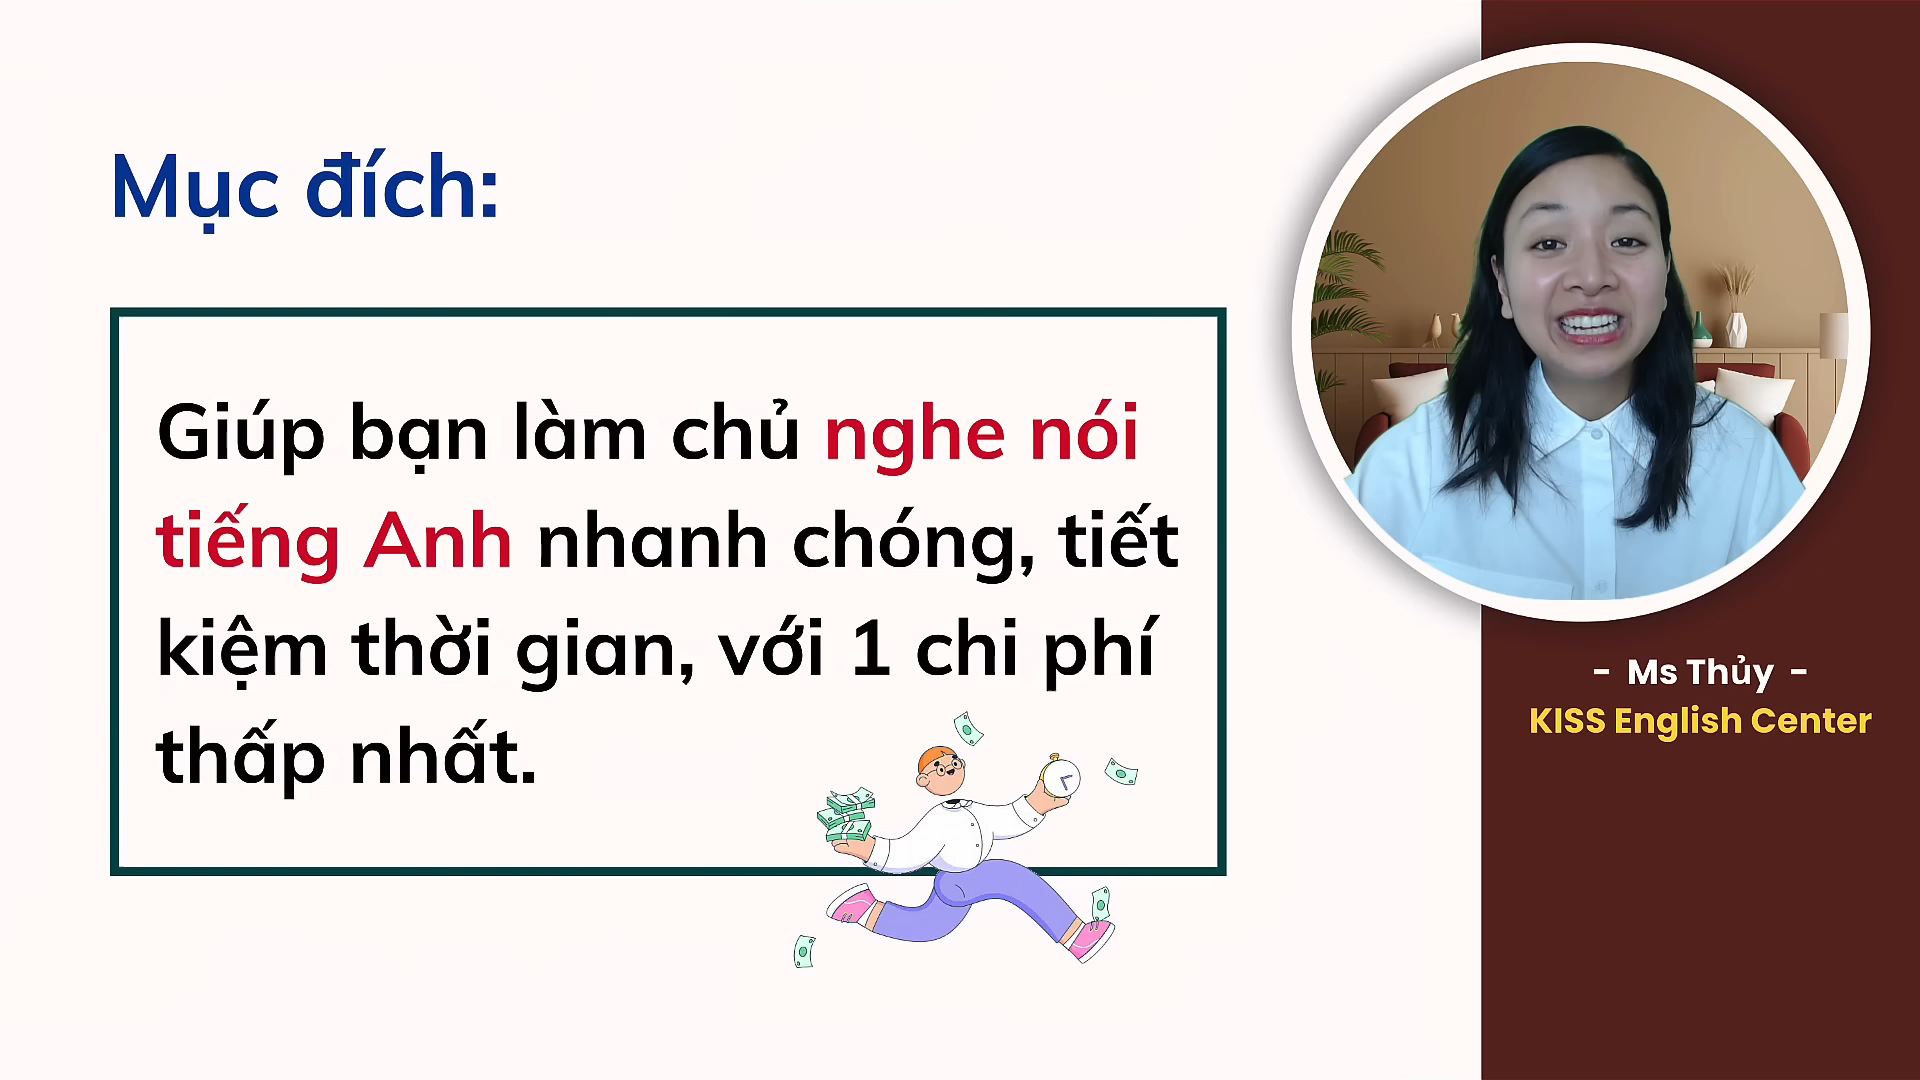 Mục đích:
Giúp bạn làm chủ nghe nói
tiếng Anh nhanh chóng, tiết
kiệm thời gian, với 1 chi phí
thấp nhất.
- Ms Thủy -
KISS English Center